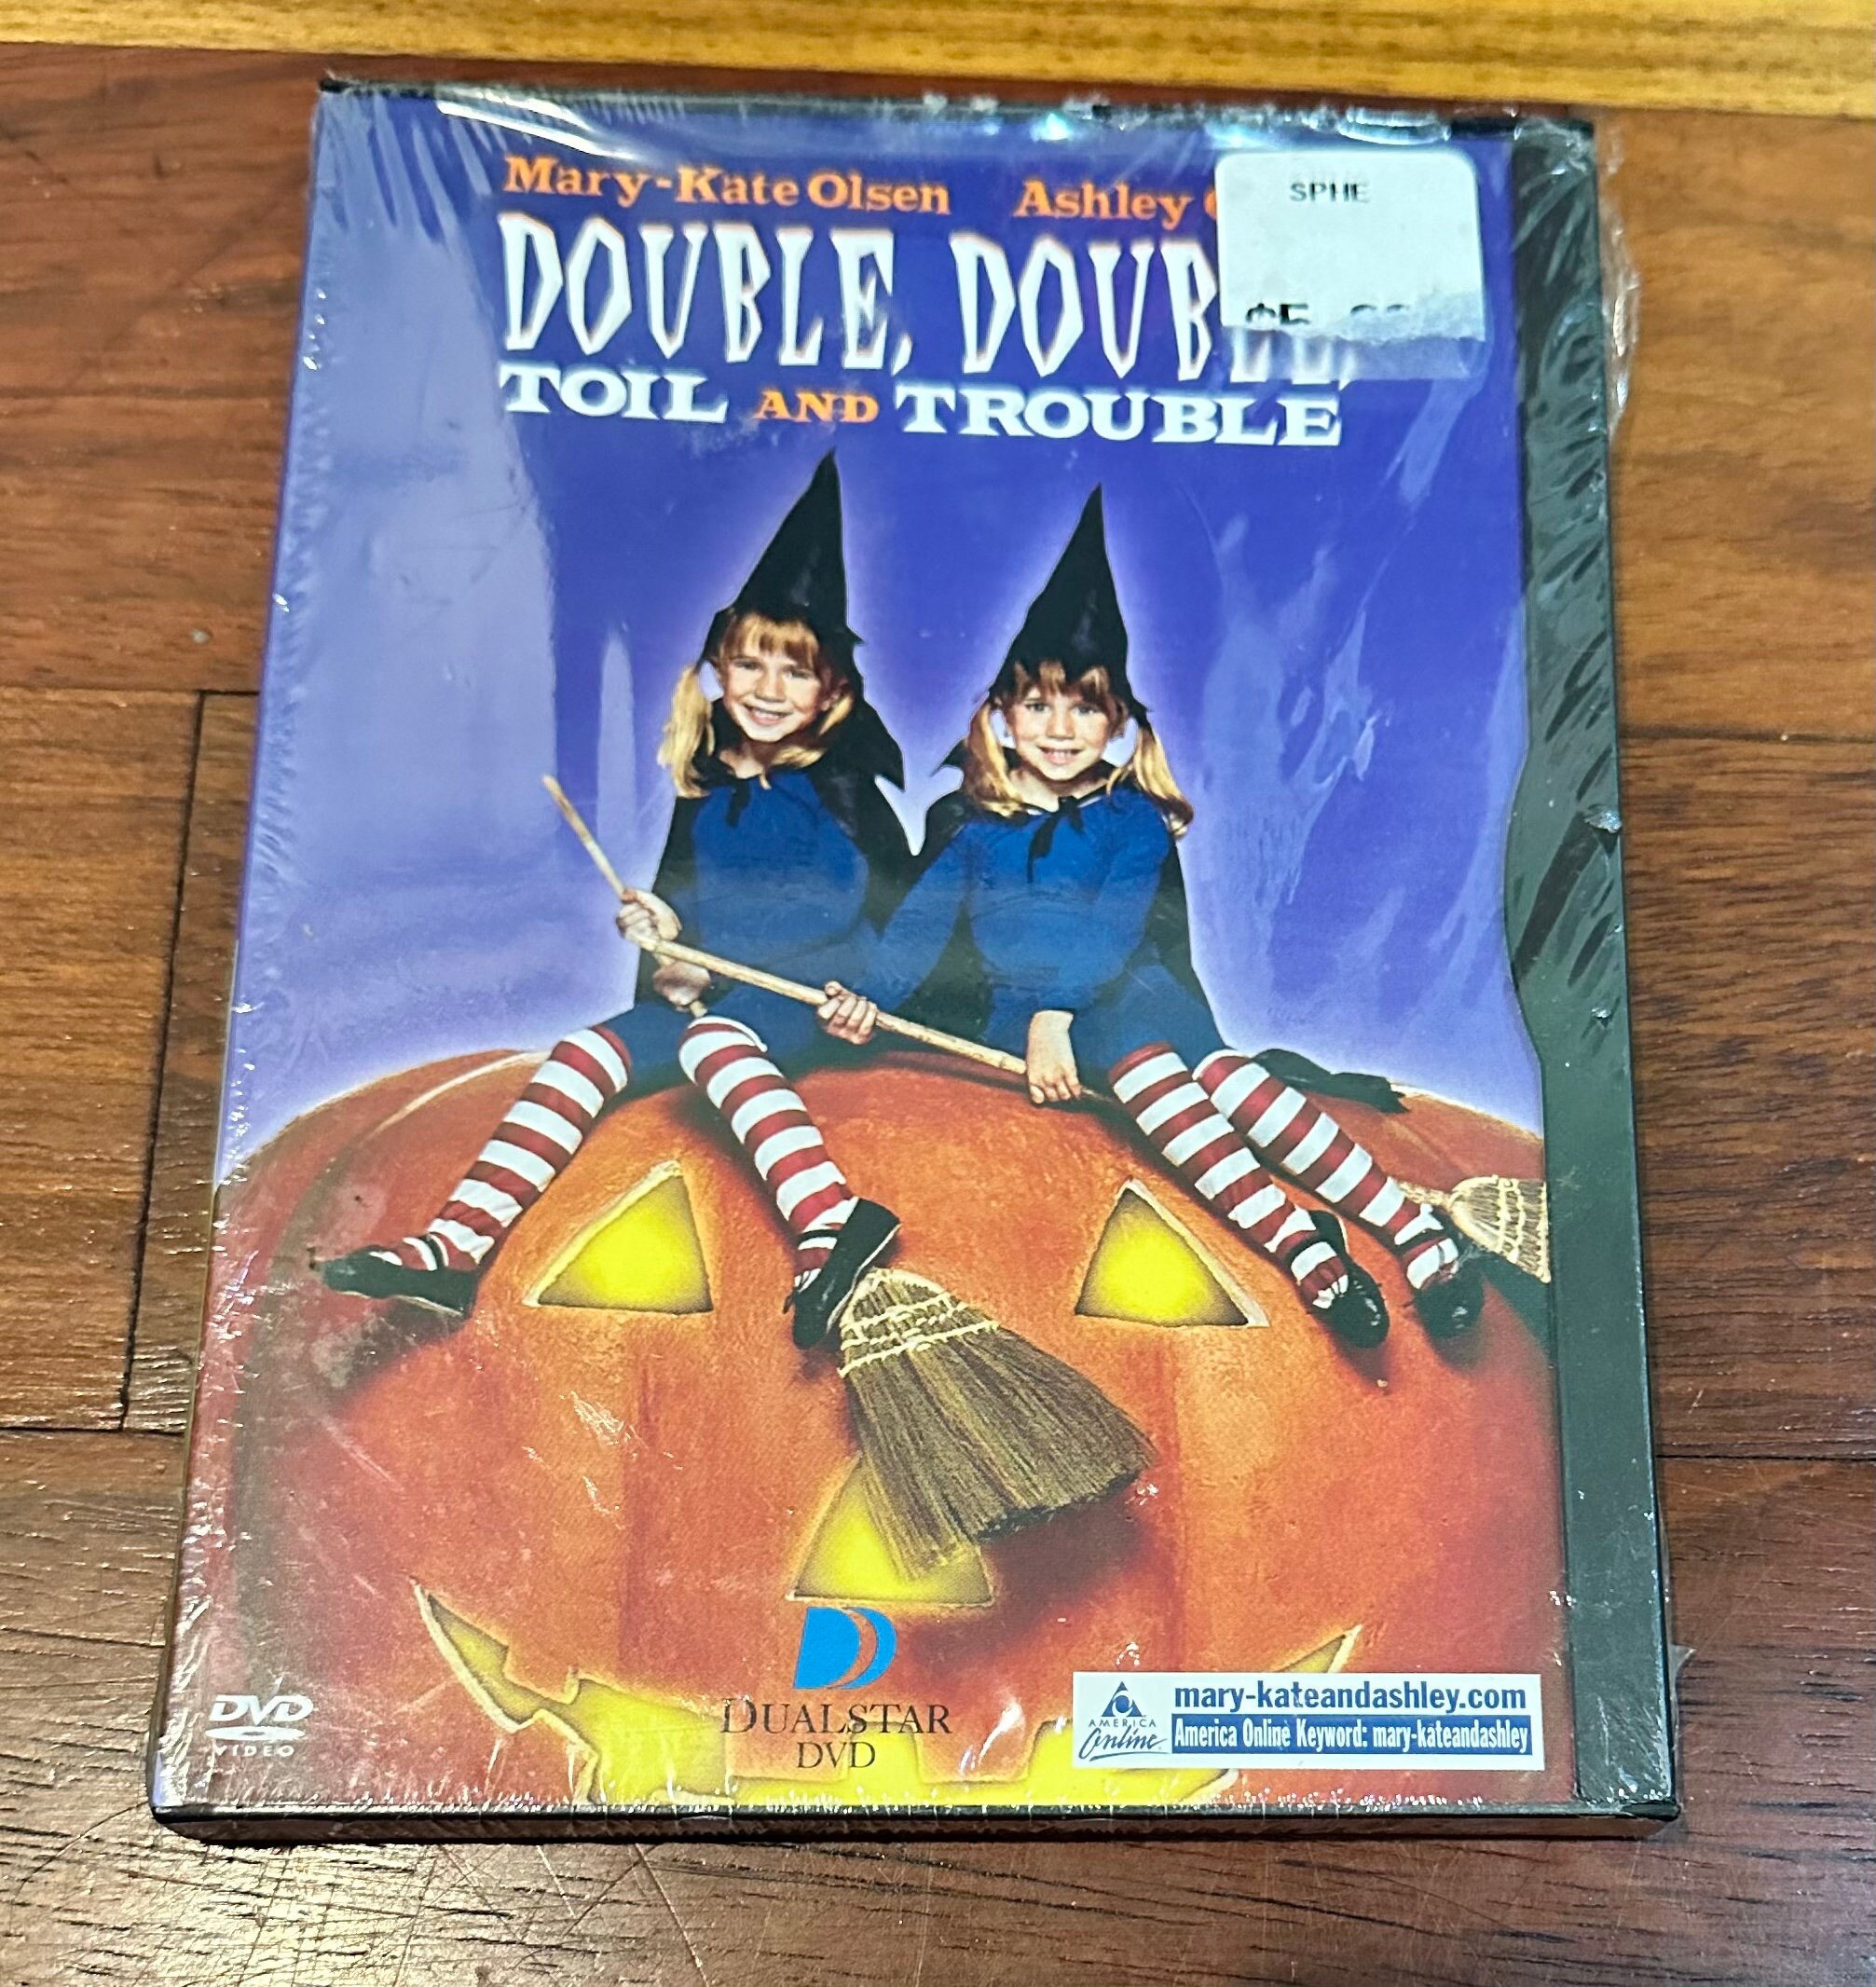 Mary-Kate Olsen Ashley
SPHE
DOUBLE, DOUBLE,
TOIL AND TROUBLE
DVD
VIDEO
DUALSTAR
DVD
AMERICA
Online
mary-kateandashley.com
America Online Keyword: mary-kateandashley